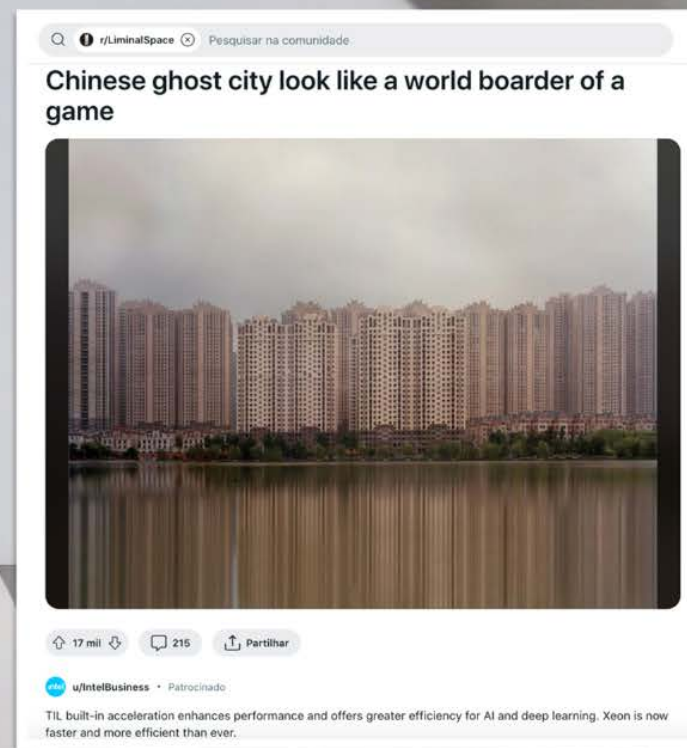 r/LiminalSpace Pesquisar na comunidade
Chinese ghost city look like a world boarder of a
game
17 mil 215 Partilhar
intel u/IntelBusiness • Patrocinado
TIL built-in acceleration enhances performance and offers greater efficiency for AI and deep learning. Xeon is now
faster and more efficient than ever.